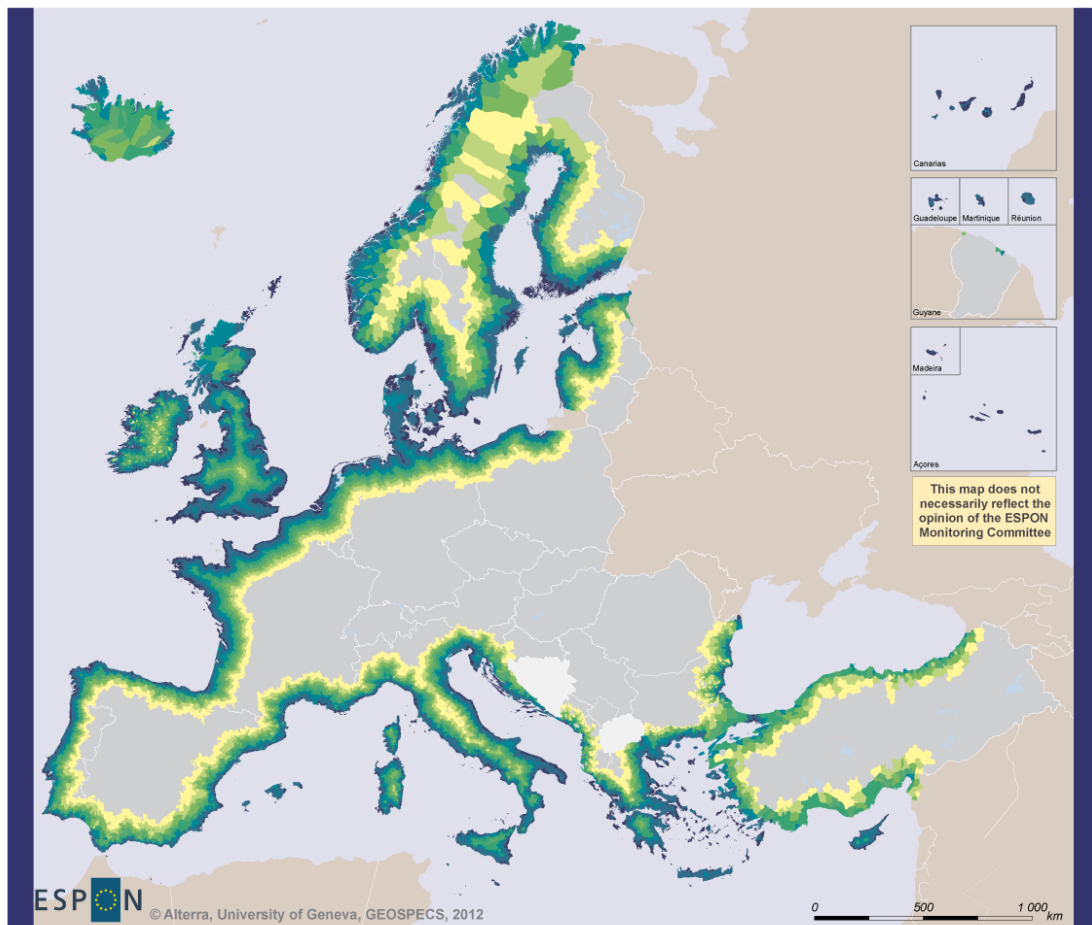 Canarias
Guadeloupe
Martinique
Réunion
Guyane
Madeira
Açores
This map does not
necessarily reflect the
opinion of the ESPON
Monitoring Committee
ESPON
© Alterra, University of Geneva, GEOSPECS, 2012
0 500 1 000
km